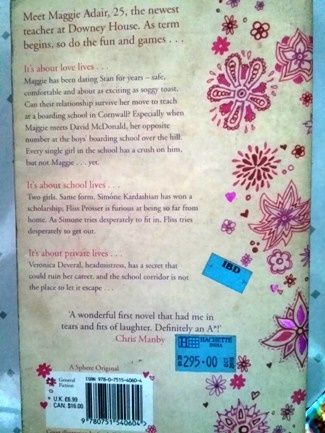 Meet Maggie Adair, 25, the newest
teacher at Downey House. As term
begins, so do the fun and games . . .
It's about love lives . . .
Maggie has been dating Stan for years – safe,
comfortable and about as exciting as soggy toast.
Can their relationship survive her move to teach
at a boarding school in Cornwall? Especially when
Maggie meets David McDonald, her opposite
number at the boys' boarding school over the hill.
Every single girl in the school has a crush on him,
but not Maggie . . . yet.
It's about school lives . . .
Two girls. Same form. Simone Kardashian has won a
scholarship, Fliss Prosser is furious at being so far from
home. As Simone tries desperately to fit in, Fliss tries
desperately to get out.
It's about private lives . . .
Veronica Deveral, headmistress, has a secret that
could ruin her career, and the school corridor is not
the place to let it escape . . .
IBD
'A wonderful first novel that had me in
tears and fits of laughter. Definitely an A*!'
Chris Manby
HACHETTE
INDIA
295.00
A Sphere Original
General
Fiction
U.K. £6.99
CAN. $16.00
ISBN 978-0-7515-4060-4
9 780751 540604